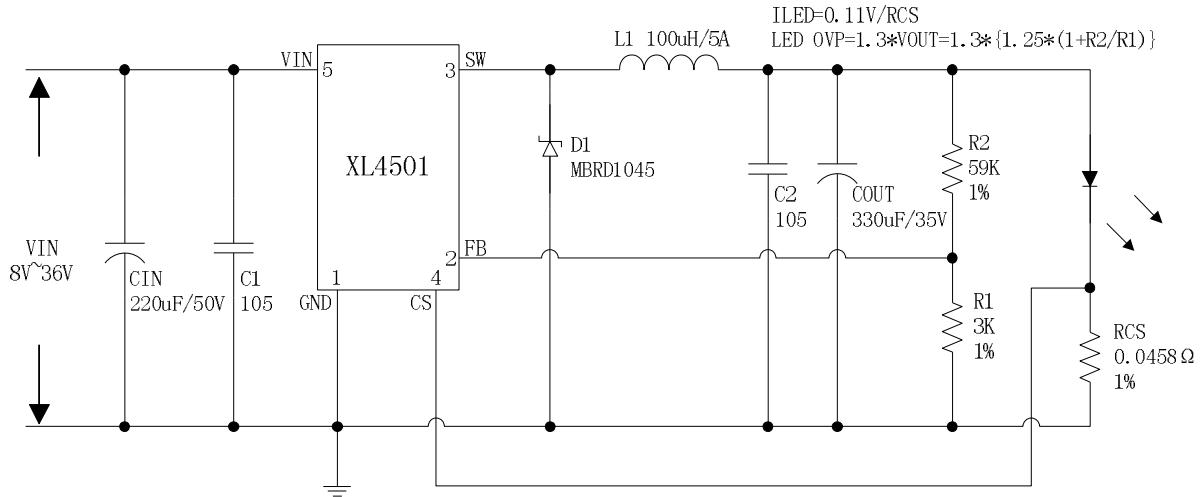 ILED=0.11V/RCS
LED OVP=1.3*VOUT=1.3*{1.25*(1+R2/R1)}
L1 100uH/5A
VIN
5
3
SW
XL4501
D1
MBRD1045
R2
59K
1%
C2
105
COUT
330uF/35V
2
FB
VIN
8V~36V
CIN
220uF/50V
C1
105
1
GND
4
CS
R1
3K
1%
RCS
0.0458Ω
1%